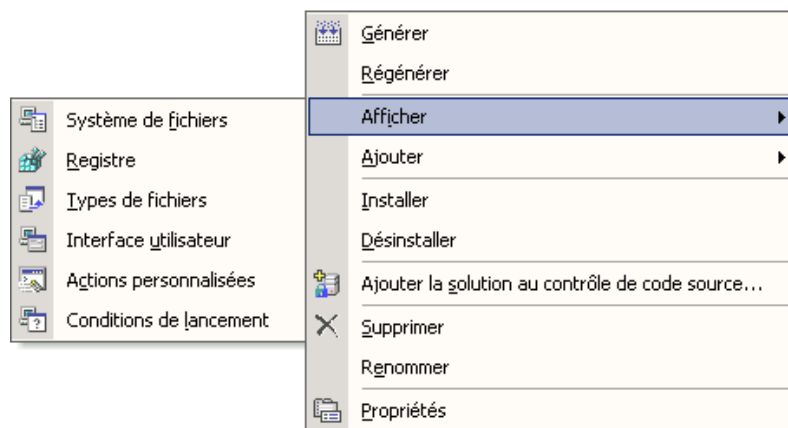 Générer
Régénérer
Afficher
Ajouter
Installer
Désinstaller
Ajouter la solution au contrôle de code source...
Supprimer
Renommer
Propriétés
Système de fichiers
Registre
Types de fichiers
Interface utilisateur
Actions personnalisées
Conditions de lancement